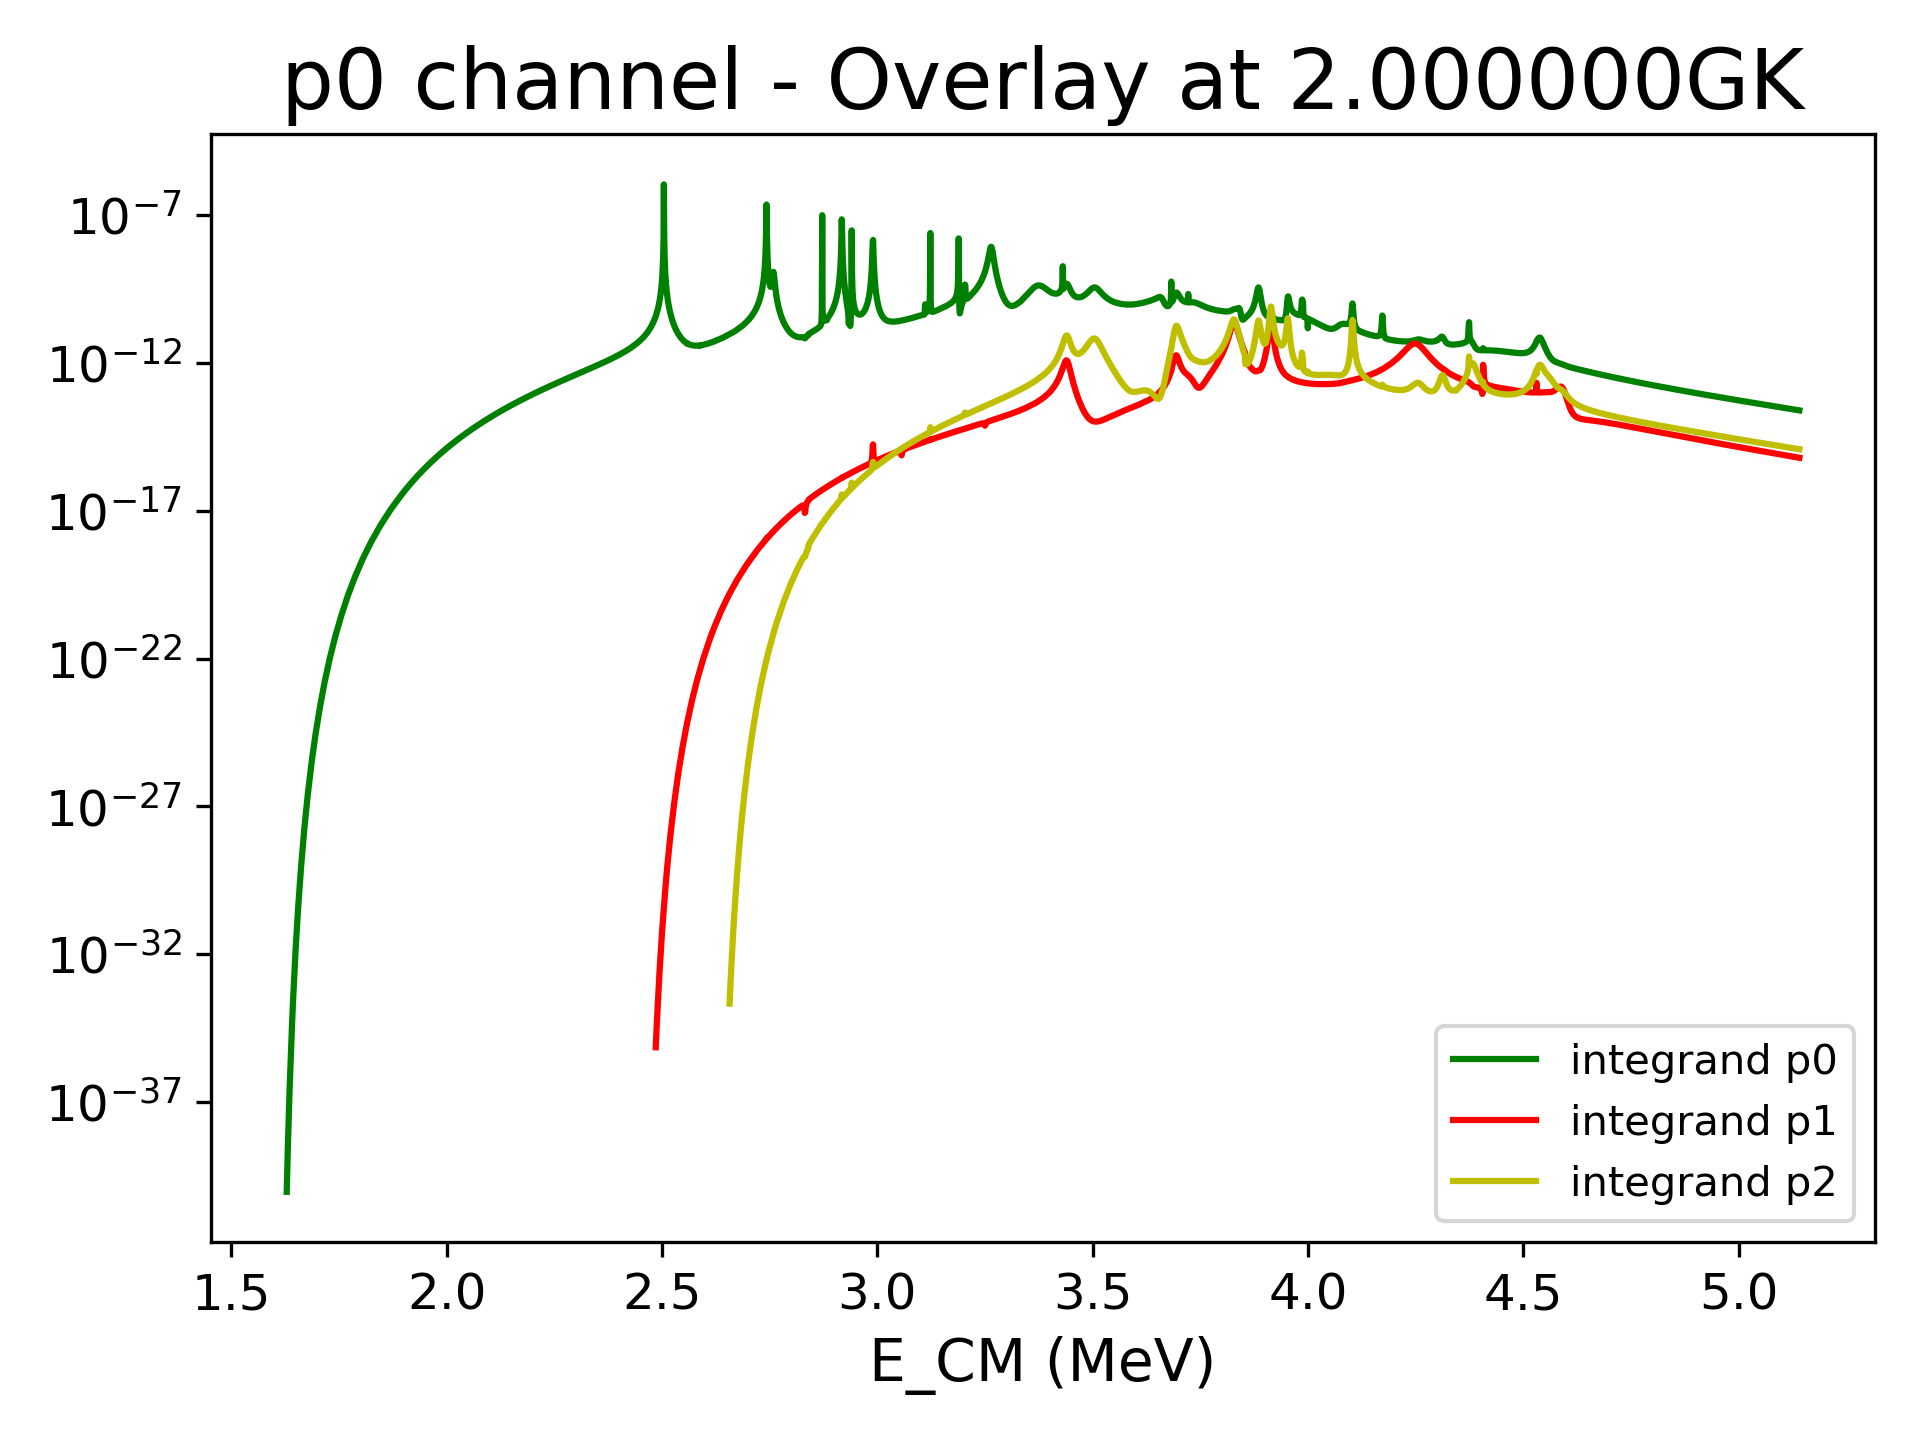 p0 channel - Overlay at 2.000000GK
10⁻⁷
10⁻¹²
10⁻¹⁷
10⁻²²
10⁻²⁷
10⁻³²
10⁻³⁷
integrand p0
integrand p1
integrand p2
1.5 2.0 2.5 3.0 3.5 4.0 4.5 5.0
E_CM (MeV)